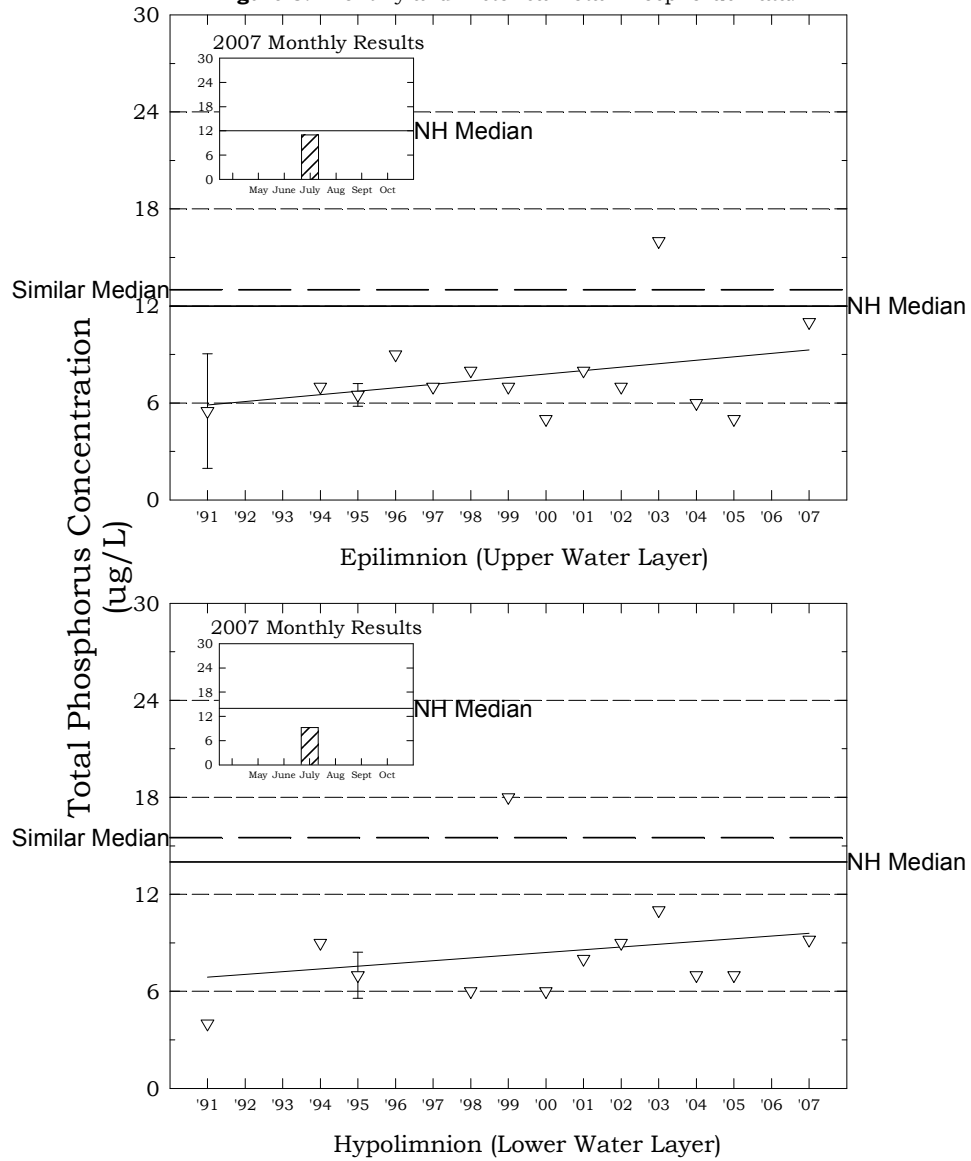 2007 Monthly Results
30
24
18
12
6
0
May June July Aug Sept Oct
NH Median
30
24
18
12
6
0
Similar Median
NH Median
'91 '92 '93 '94 '95 '96 '97 '98 '99 '00 '01 '02 '03 '04 '05 '06 '07
Epilimnion (Upper Water Layer)
Total Phosphorus Concentration
(ug/L)
2007 Monthly Results
30
24
18
12
6
0
May June July Aug Sept Oct
NH Median
30
24
18
12
6
0
Similar Median
NH Median
'91 '92 '93 '94 '95 '96 '97 '98 '99 '00 '01 '02 '03 '04 '05 '06 '07
Hypolimnion (Lower Water Layer)